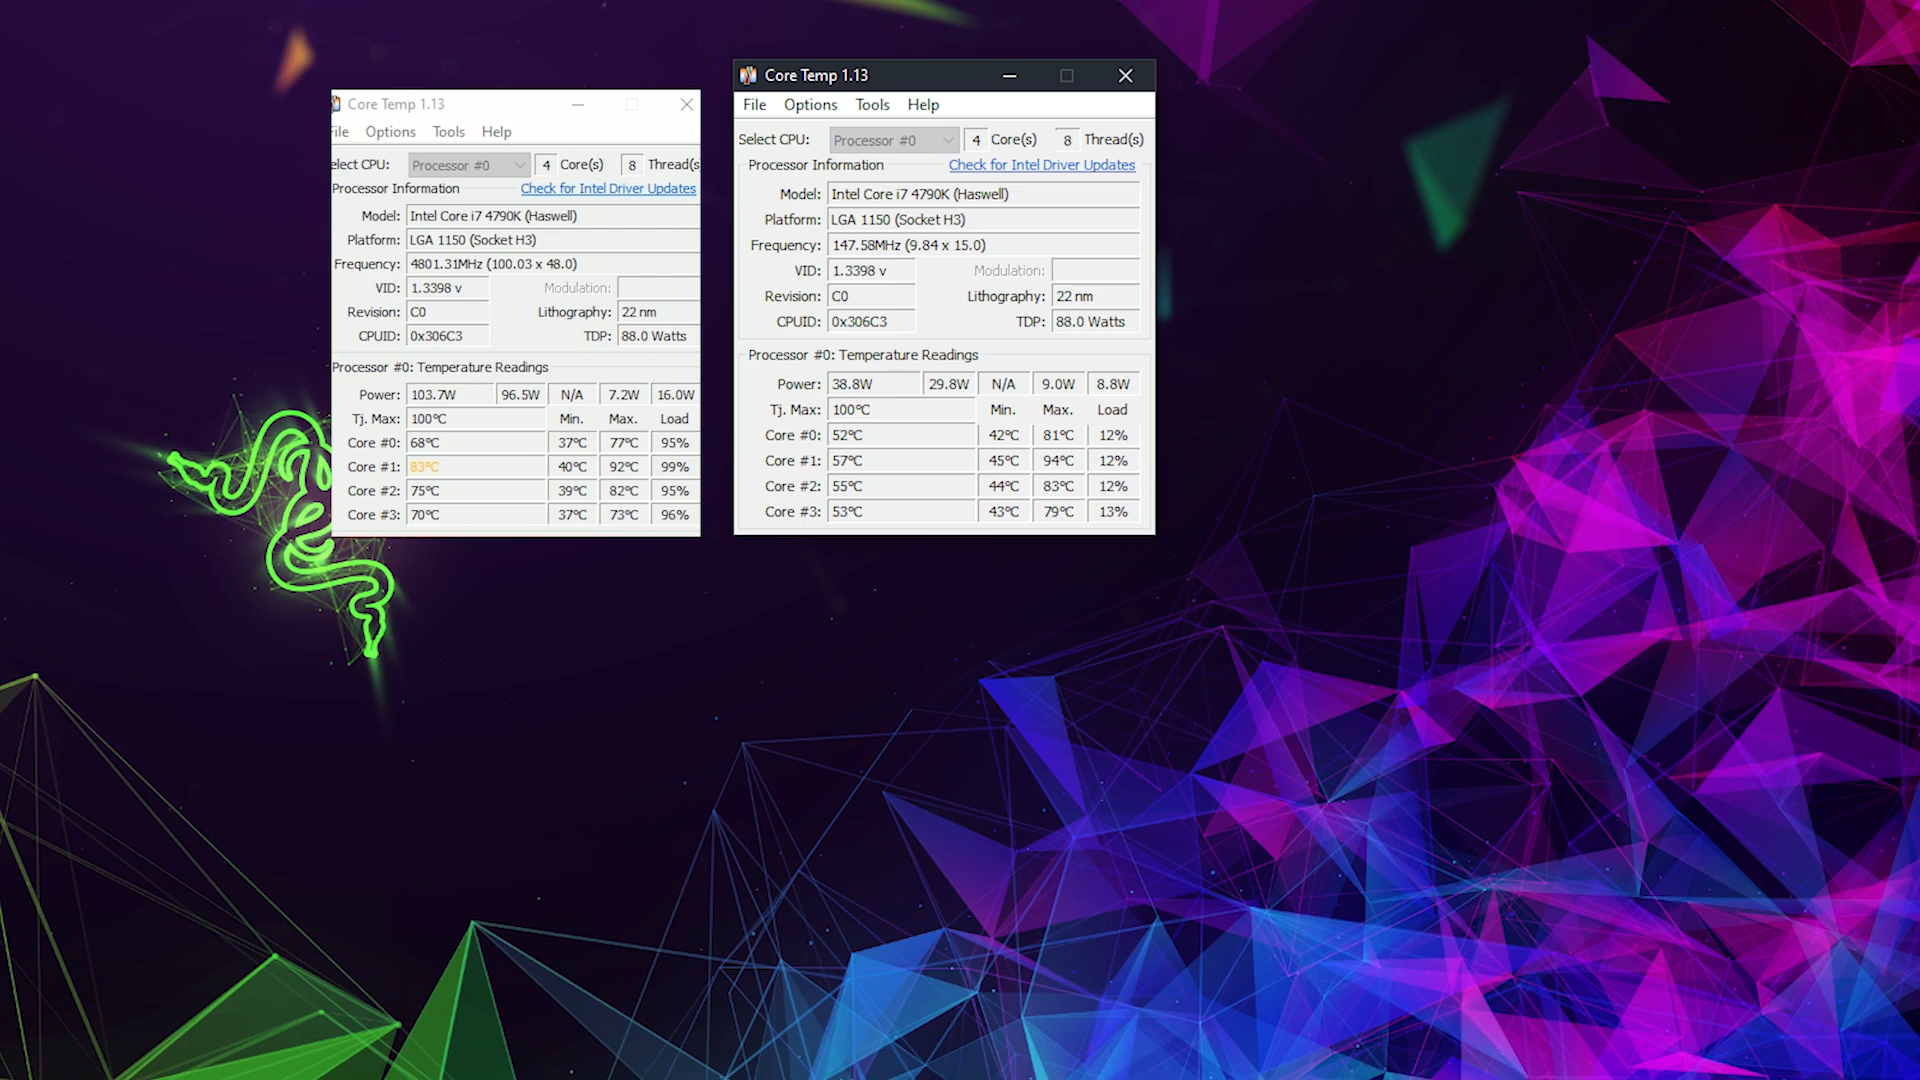 Core Temp 1.13
File Options Tools Help
elect CPU: Processor #0 4 Core(s) 8 Thread(s
Processor Information Check for Intel Driver Updates
Model: Intel Core i7 4790K (Haswell)
Platform: LGA 1150 (Socket H3)
Frequency: 4801.31MHz (100.03 x 48.0)
VID: 1.3398 v Modulation:
Revision: C0 Lithography: 22 nm
CPUID: 0x306C3 TDP: 88.0 Watts
Processor #0: Temperature Readings
Power: 103.7W 96.5W N/A 7.2W 16.0W
Tj. Max: 100°C Min. Max. Load
Core #0: 68°C 37°C 77°C 95%
Core #1: 83°C 40°C 92°C 99%
Core #2: 75°C 39°C 82°C 95%
Core #3: 70°C 37°C 73°C 96%
Core Temp 1.13
File Options Tools Help
Select CPU: Processor #0 4 Core(s) 8 Thread(s)
Processor Information Check for Intel Driver Updates
Model: Intel Core i7 4790K (Haswell)
Platform: LGA 1150 (Socket H3)
Frequency: 147.58MHz (9.84 x 15.0)
VID: 1.3398 v Modulation:
Revision: C0 Lithography: 22 nm
CPUID: 0x306C3 TDP: 88.0 Watts
Processor #0: Temperature Readings
Power: 38.8W 29.8W N/A 9.0W 8.8W
Tj. Max: 100°C Min. Max. Load
Core #0: 52°C 42°C 81°C 12%
Core #1: 57°C 45°C 94°C 12%
Core #2: 55°C 44°C 83°C 12%
Core #3: 53°C 43°C 79°C 13%